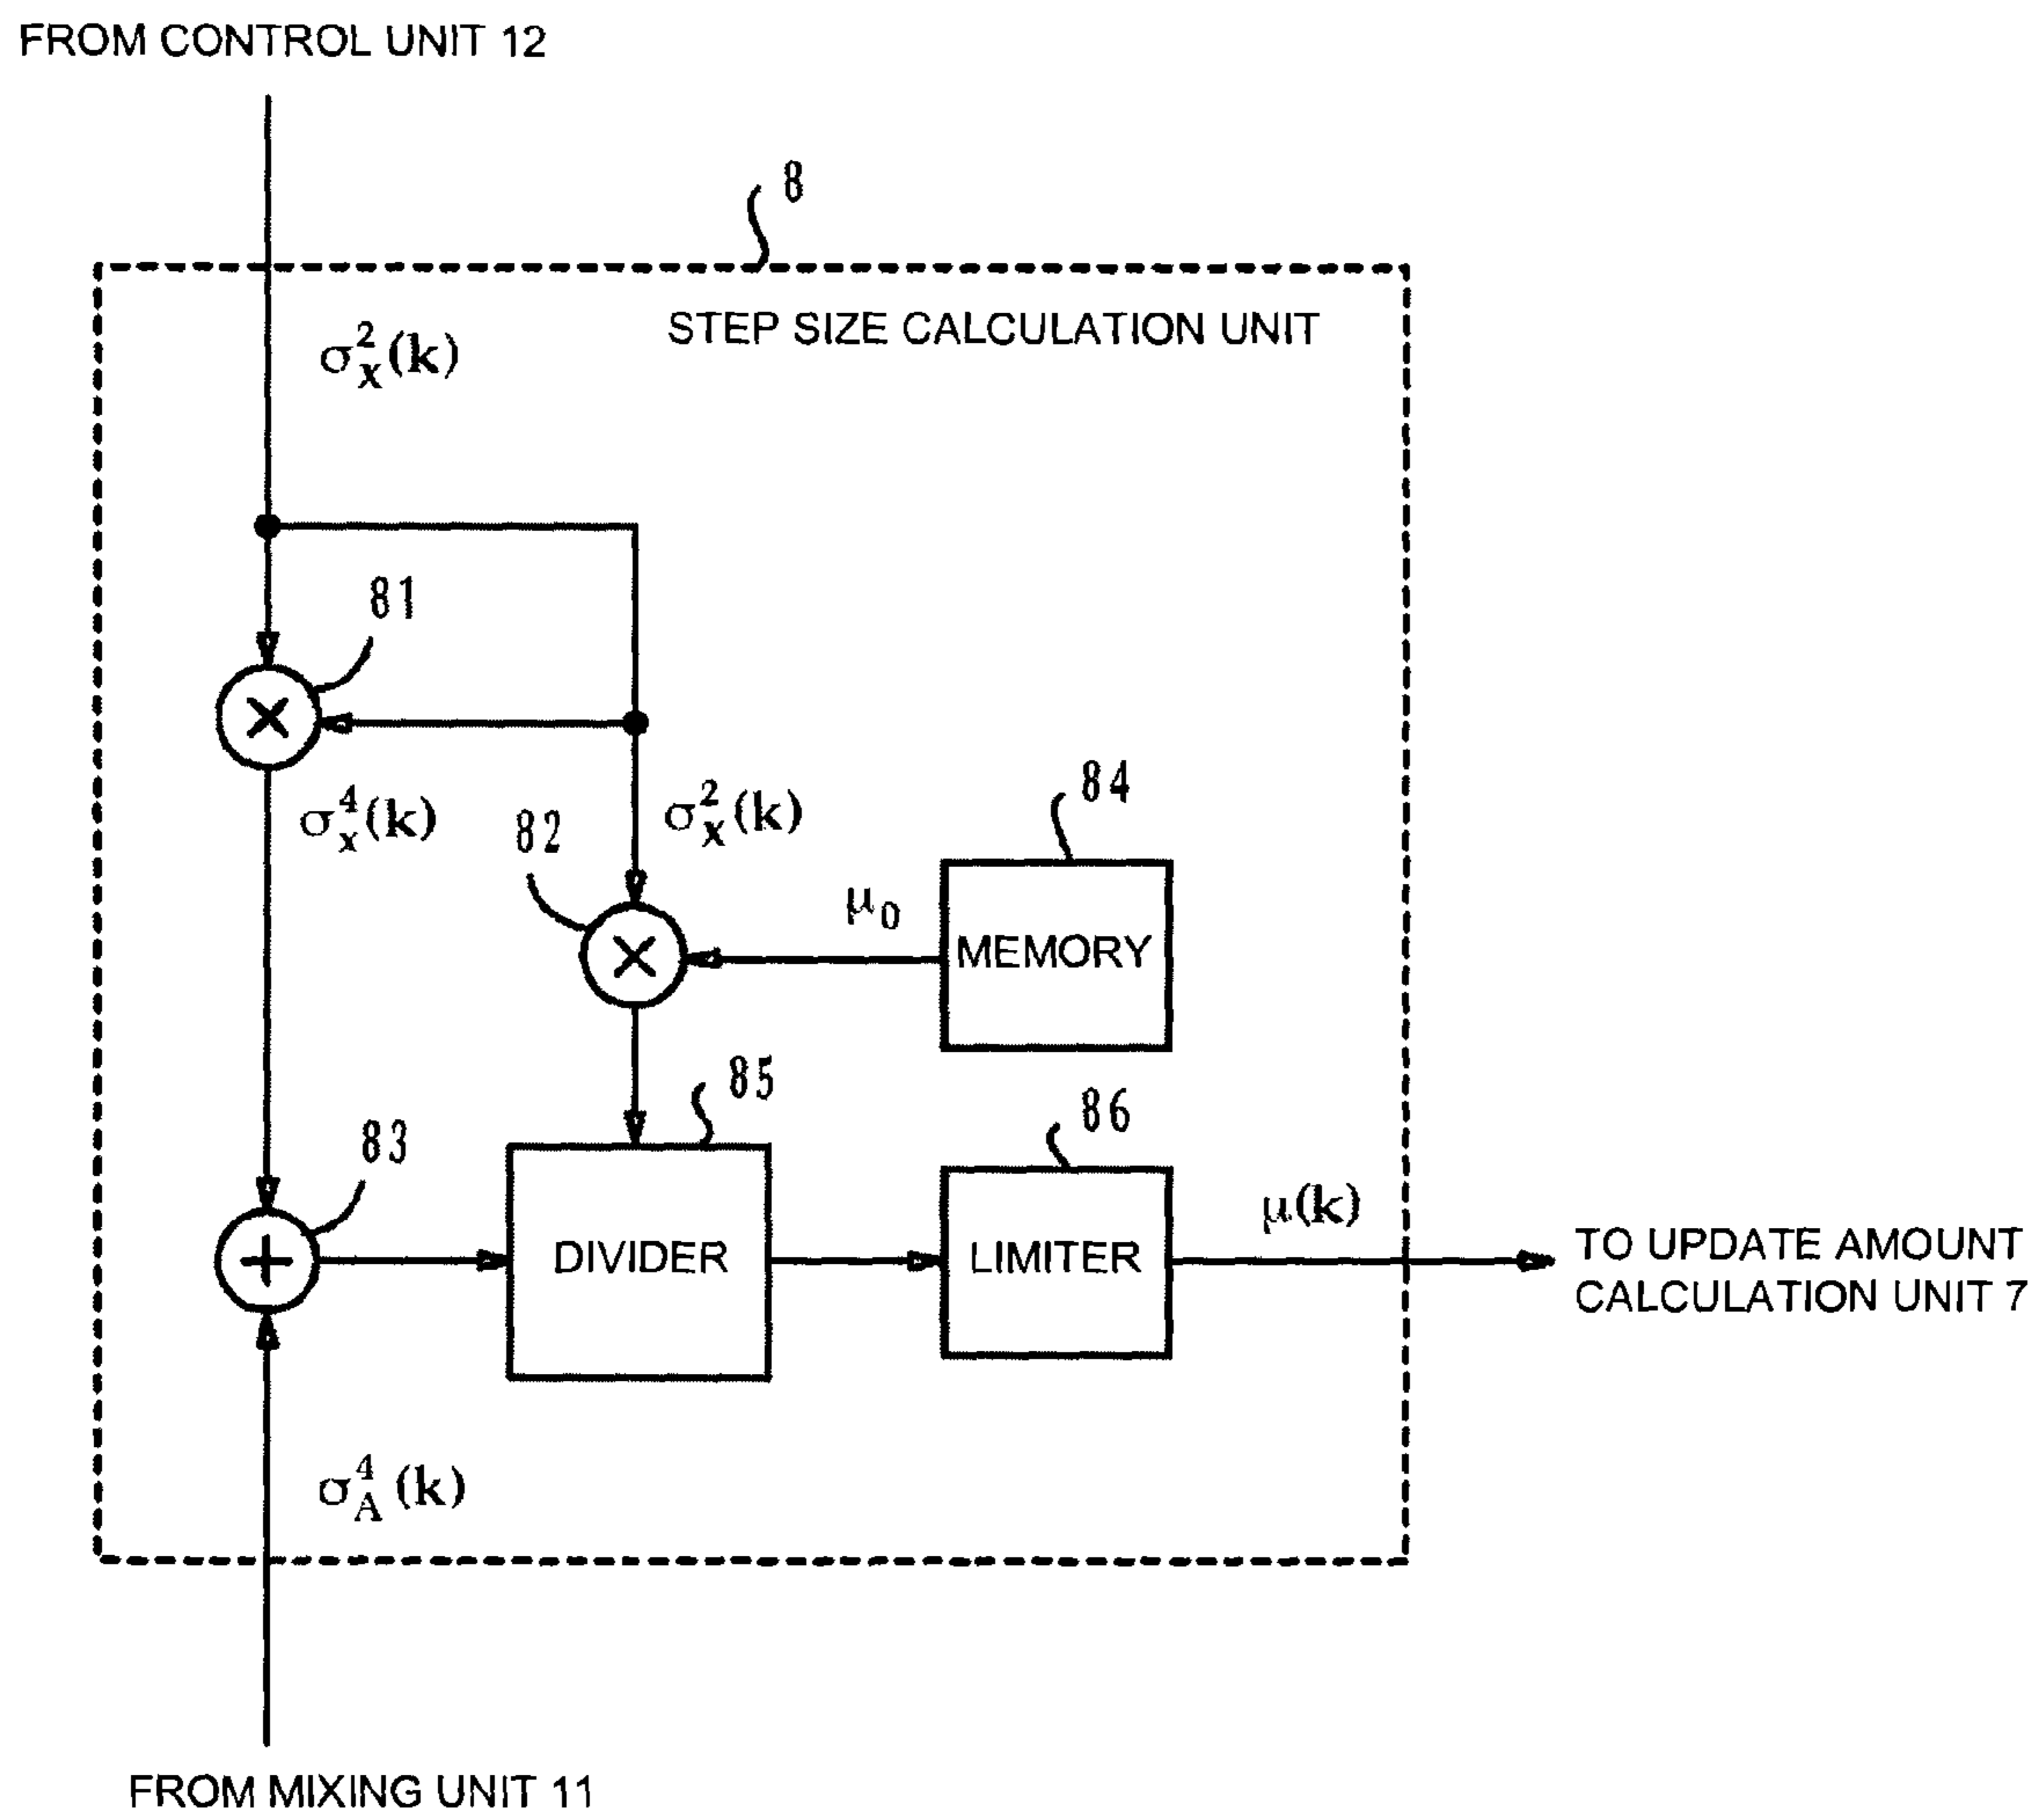 FROM CONTROL UNIT 12
8
STEP SIZE CALCULATION UNIT
σ²ₓ(k)
81
84
σ⁴ₓ(k)
82
σ²ₓ(k)
μ₀
MEMORY
85
86
83
μ(k)
DIVIDER
LIMITER
TO UPDATE AMOUNT
CALCULATION UNIT 7
σ⁴_A(k)
FROM MIXING UNIT 11